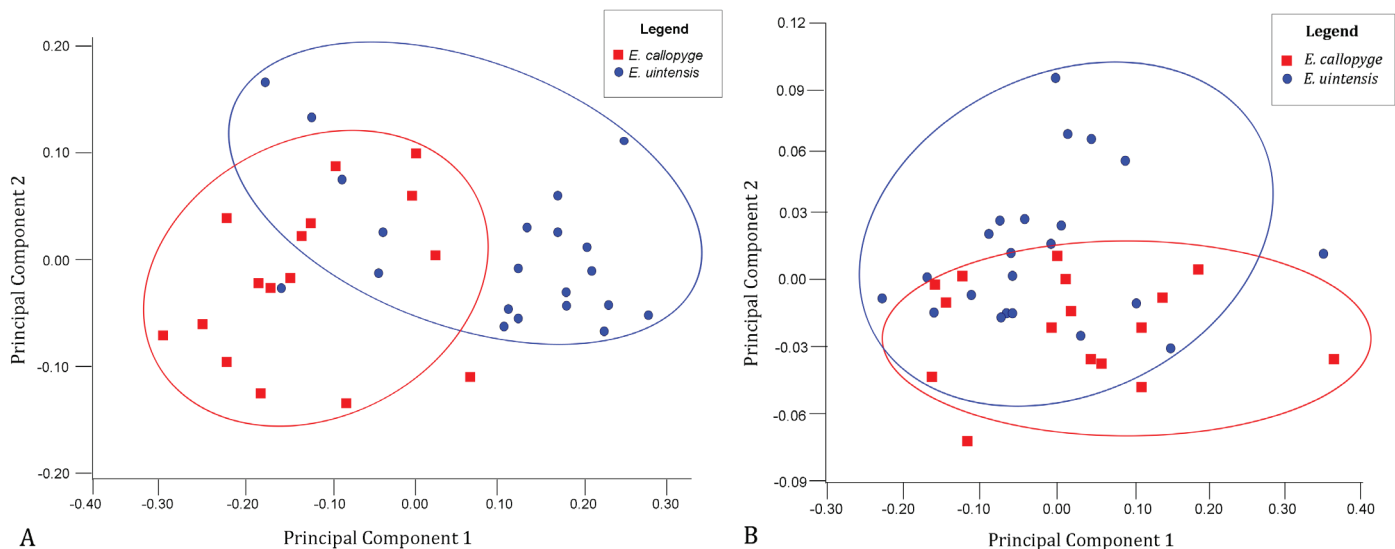 Legend
E. callopyge
E. uintensis
0.20
0.10
0.00
-0.10
-0.20
Principal Component 2
-0.40 -0.30 -0.20 -0.10 0.00 0.10 0.20 0.30
Principal Component 1
A
Legend
E. callopyge
E. uintensis
0.12
0.09
0.06
0.03
0.00
-0.03
-0.06
-0.09
Principal Component 2
-0.30 -0.20 -0.10 0.00 0.10 0.20 0.30 0.40
Principal Component 1
B